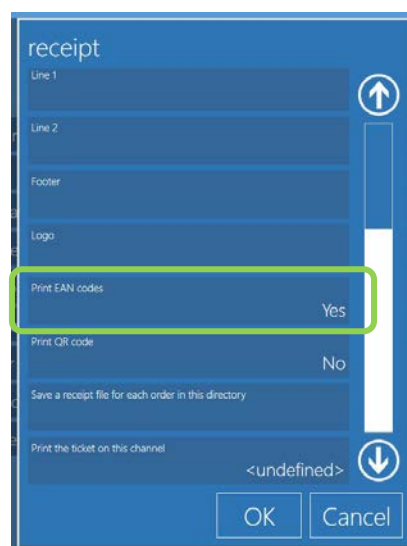 receipt
Line 1
Line 2
Footer
Logo
Print EAN codes
Yes
Print QR code
No
Save a receipt file for each order in this directory
Print the ticket on this channel
<undefined>
OK
Cancel